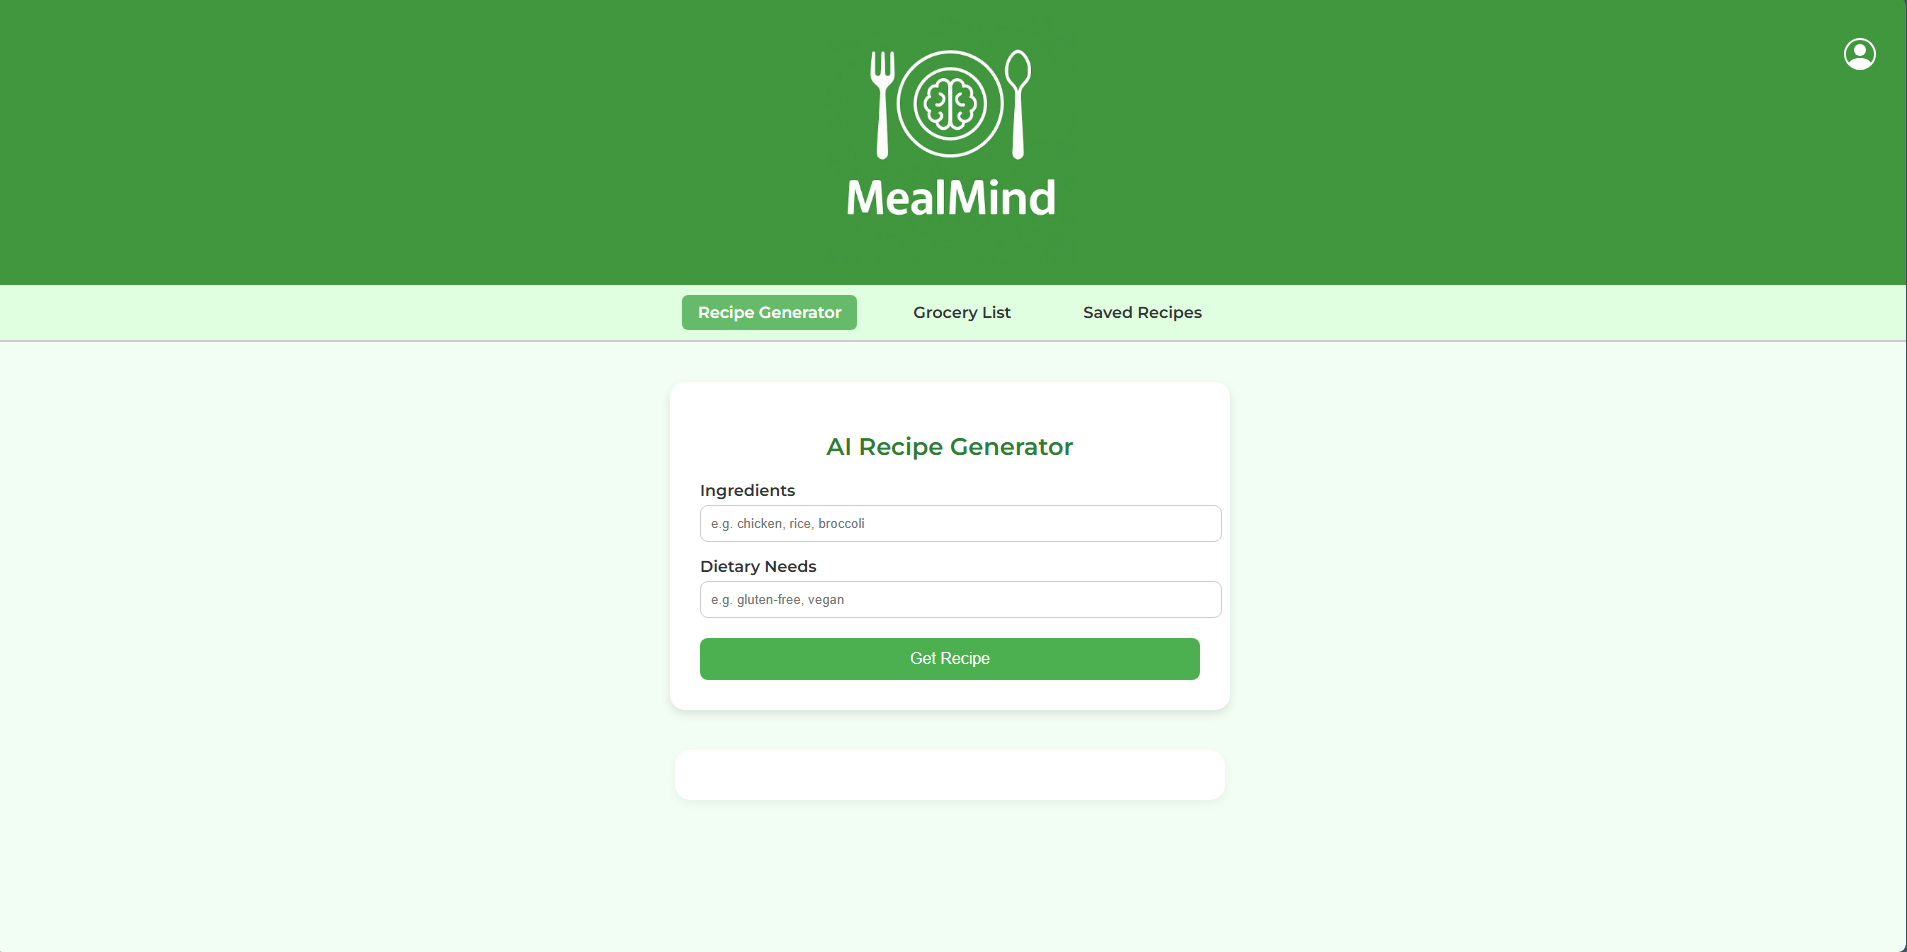 MealMind
Recipe Generator
Grocery List
Saved Recipes
AI Recipe Generator
Ingredients
e.g. chicken, rice, broccoli
Dietary Needs
e.g. gluten-free, vegan
Get Recipe